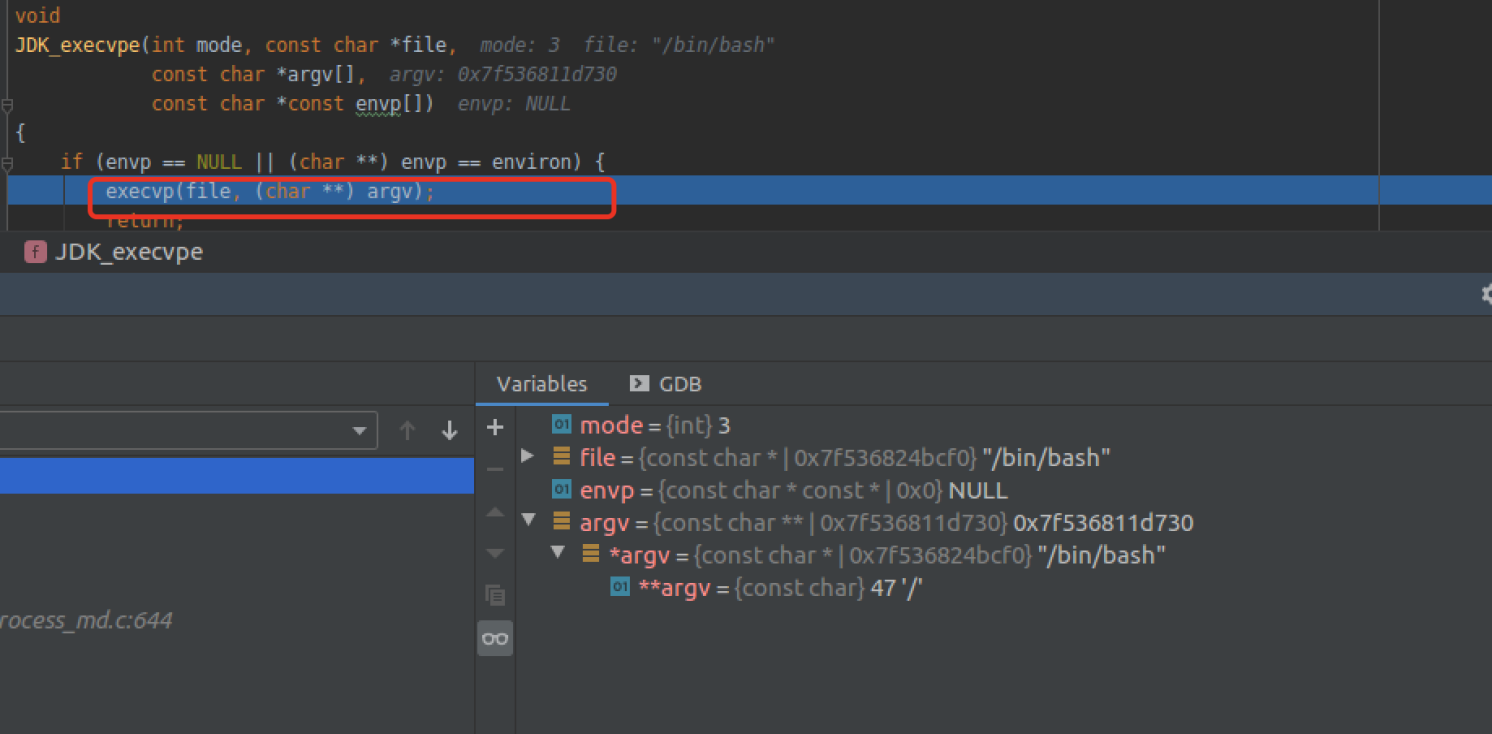 void
JDK_execvpe(int mode, const char *file,  mode: 3  file: "/bin/bash"
const char *argv[],  argv: 0x7f536811d730
const char *const envp[])  envp: NULL
{
if (envp == NULL || (char **) envp == environ) {
execvp(file, (char **) argv);
return;
f JDK_execvpe
Variables GDB
01 mode = {int} 3
file = {const char * | 0x7f536824bcf0} "/bin/bash"
01 envp = {const char * const * | 0x0} NULL
argv = {const char ** | 0x7f536811d730} 0x7f536811d730
*argv = {const char * | 0x7f536824bcf0} "/bin/bash"
01 **argv = {const char} 47 '/'
rocess_md.c:644